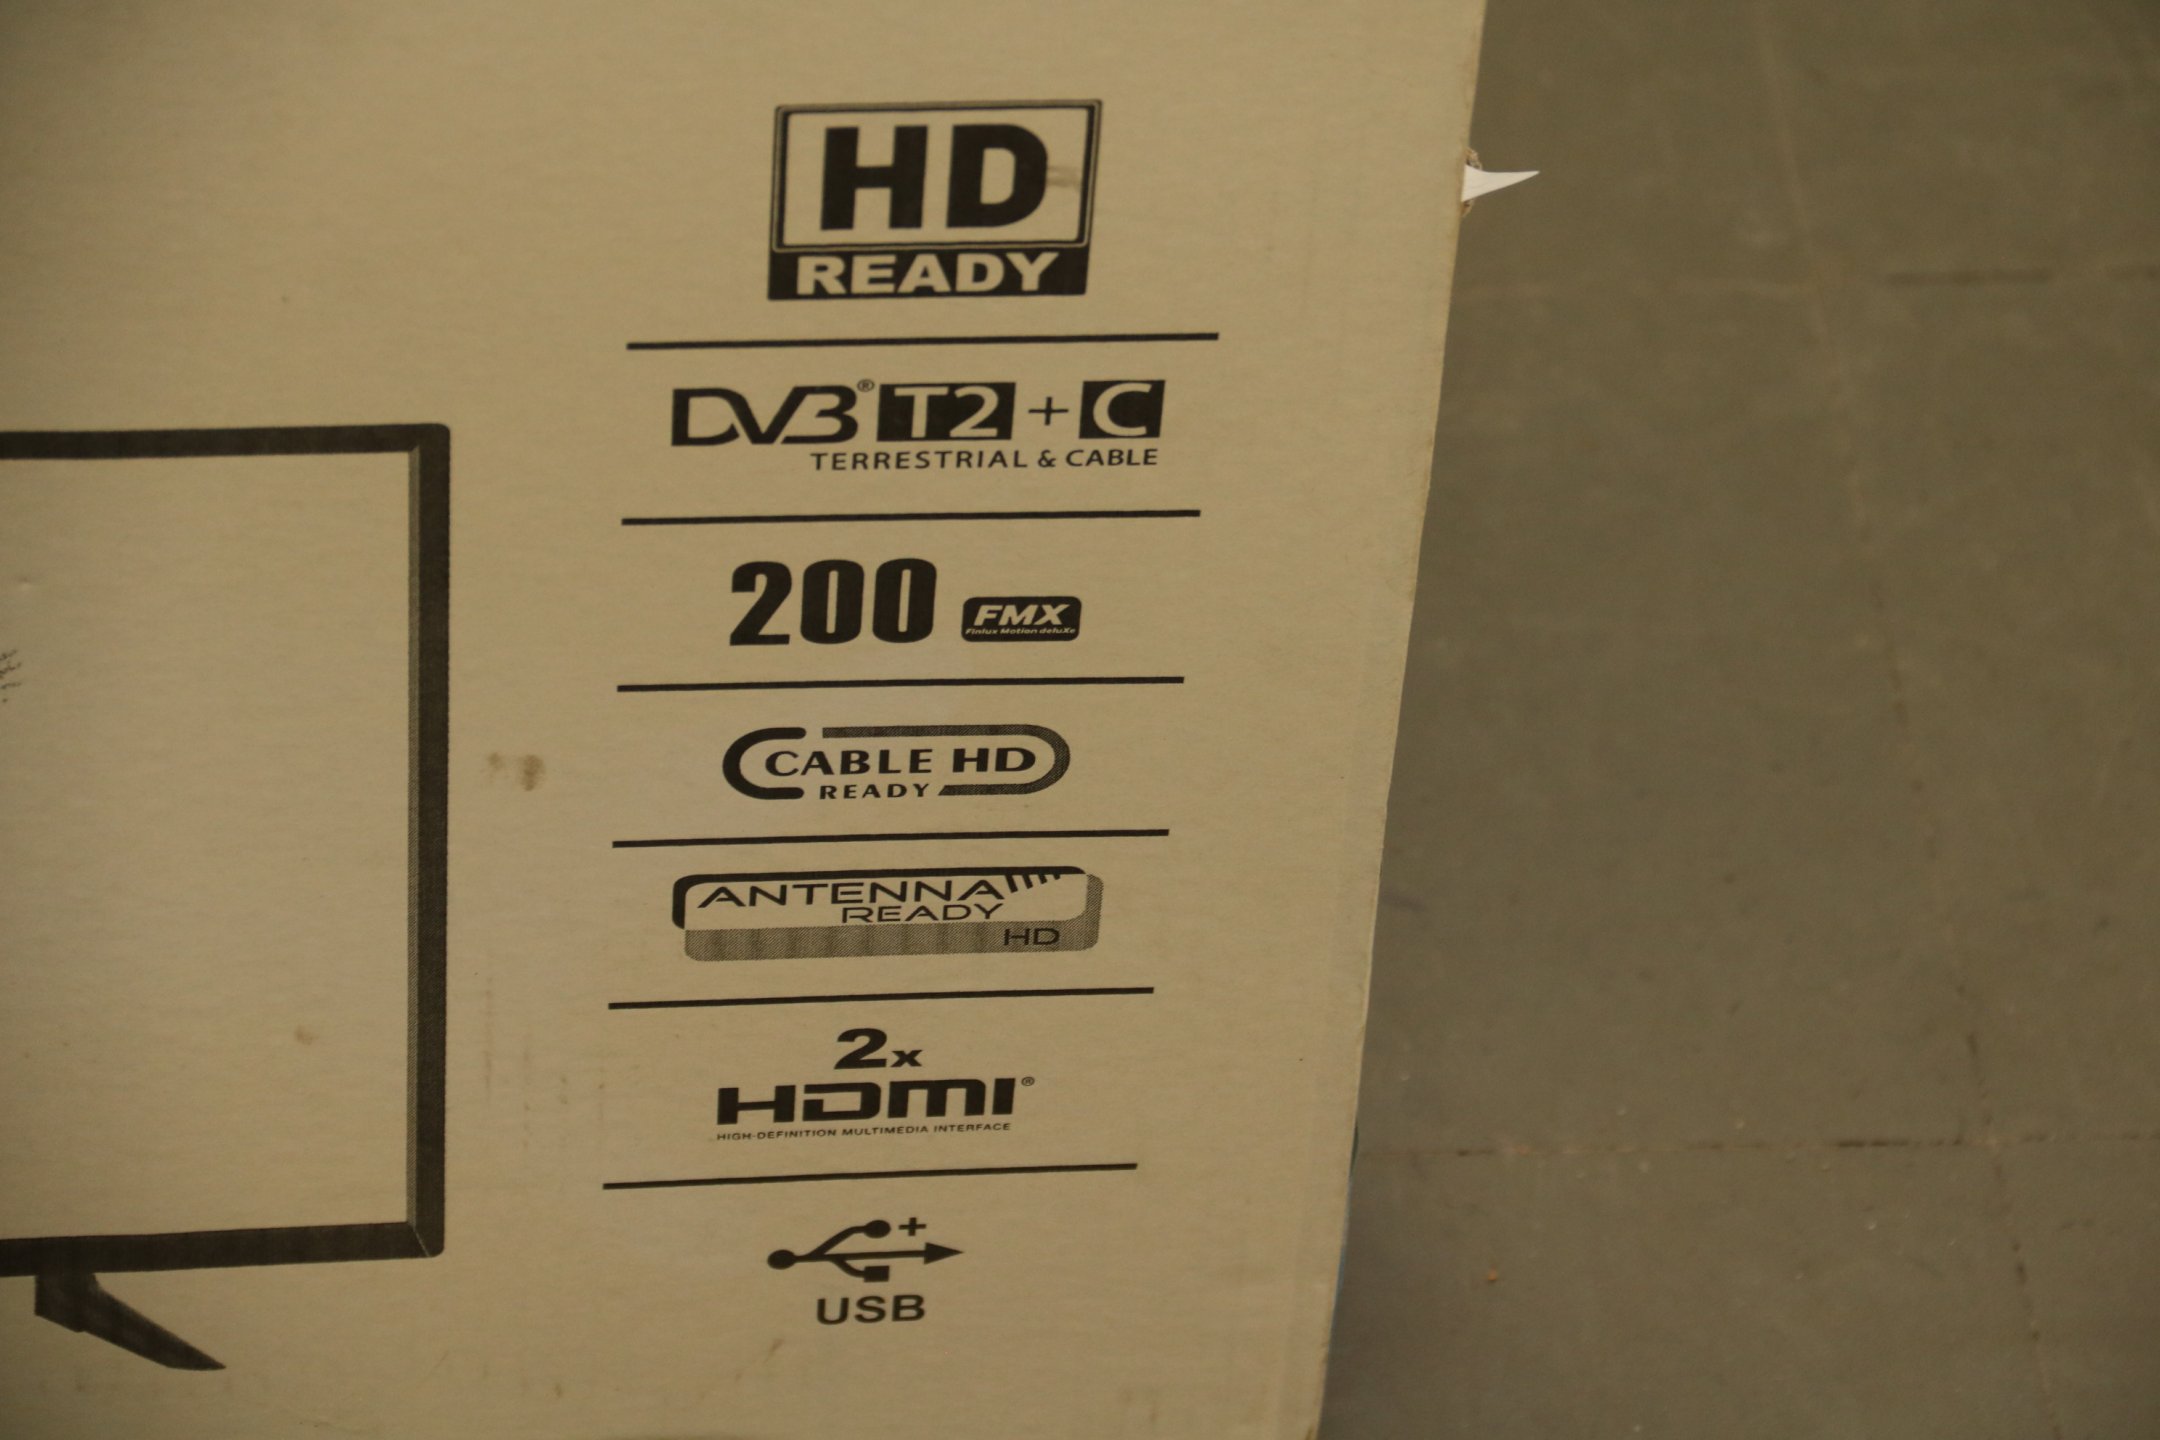 HD
READY
DVB® T2 + C
TERRESTRIAL & CABLE
200 FMX
Finlux Motion deluXe
CABLE HD
READY
ANTENNA
READY
HD
2x
HDMI®
HIGH-DEFINITION MULTIMEDIA INTERFACE
USB